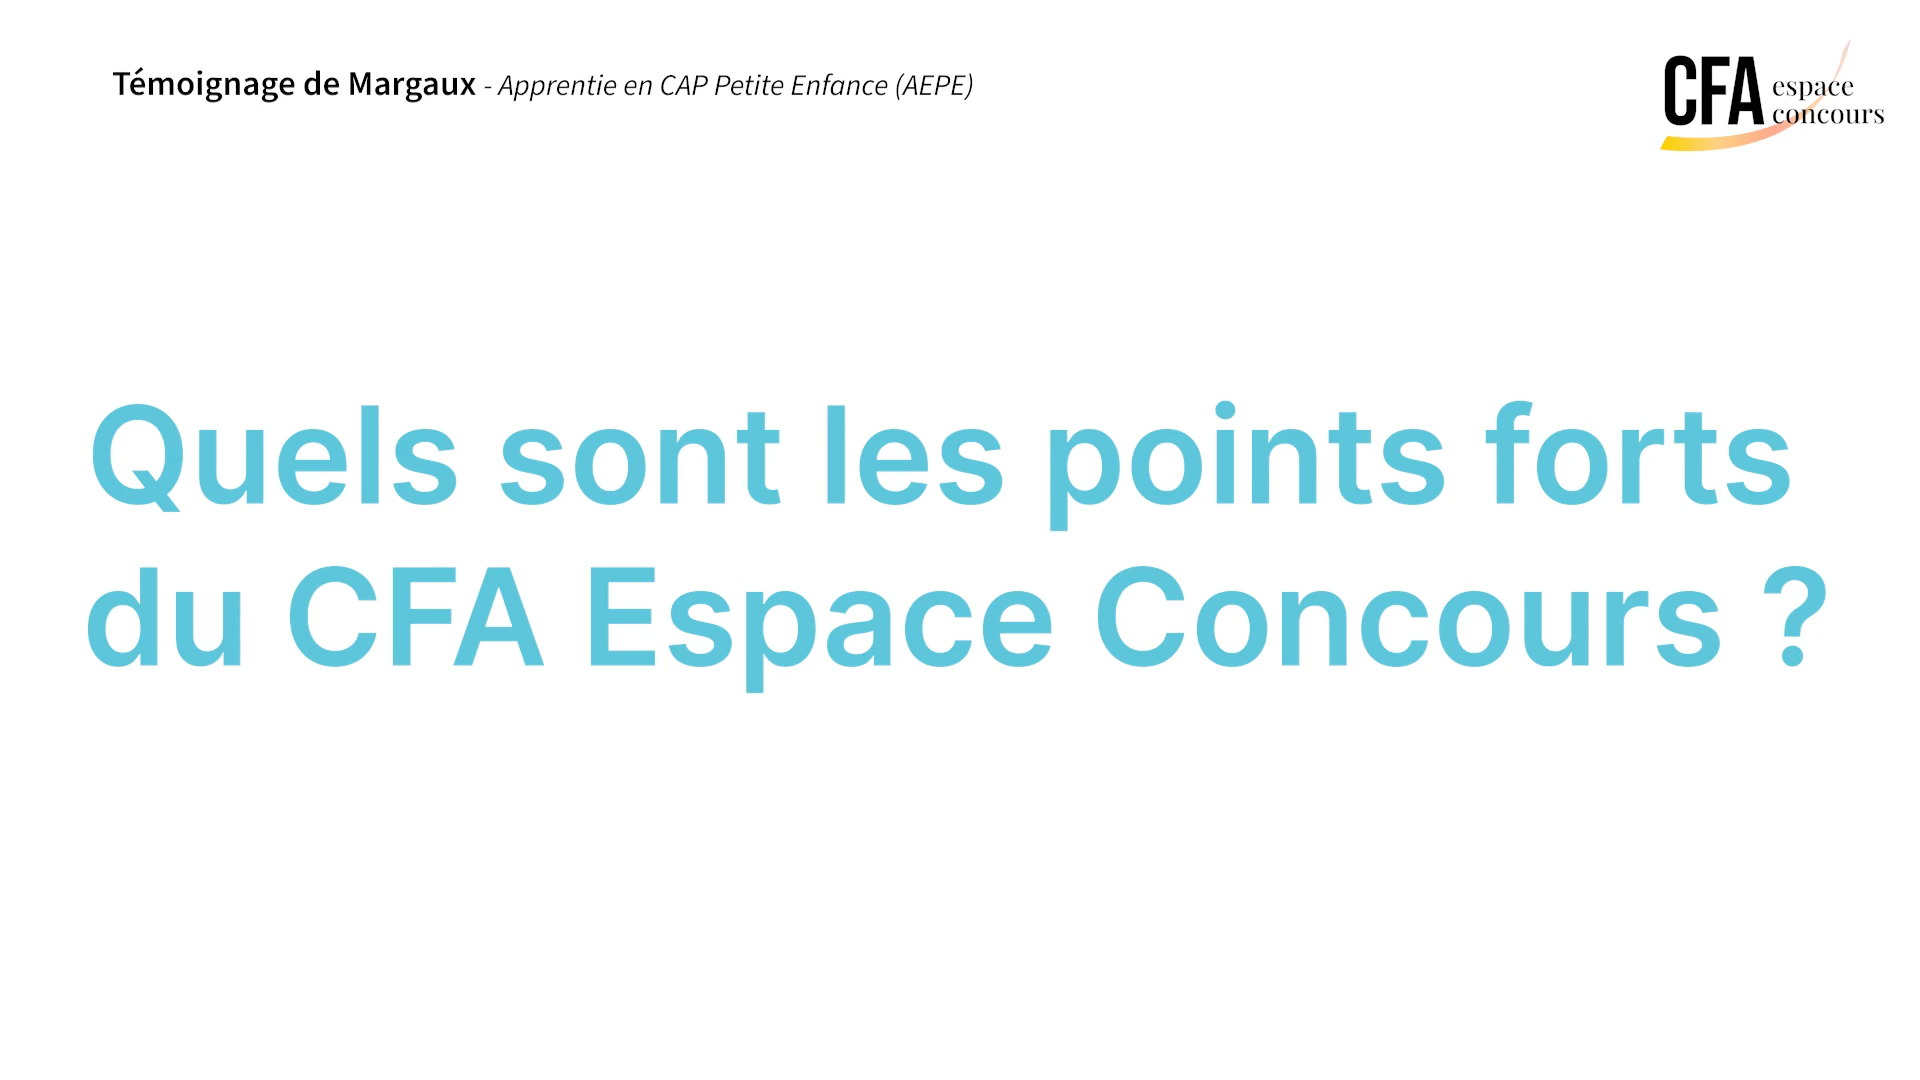 Témoignage de Margaux - Apprentie en CAP Petite Enfance (AEPE)
CFA espace
concours
Quels sont les points forts
du CFA Espace Concours ?